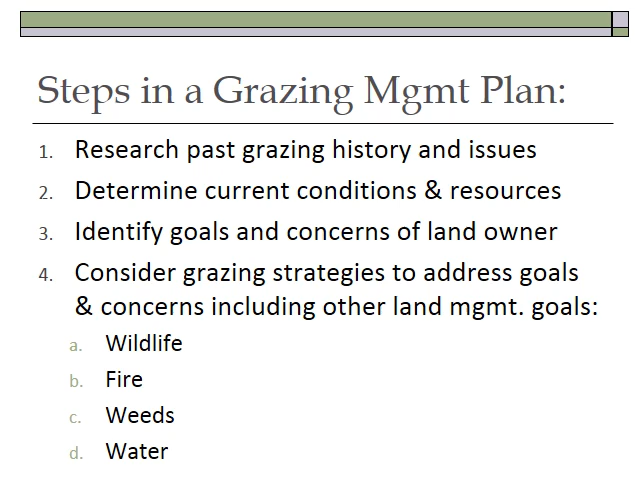 Steps in a Grazing Mgmt Plan:
1. Research past grazing history and issues
2. Determine current conditions & resources
3. Identify goals and concerns of land owner
4. Consider grazing strategies to address goals
& concerns including other land mgmt. goals:
a. Wildlife
b. Fire
c. Weeds
d. Water